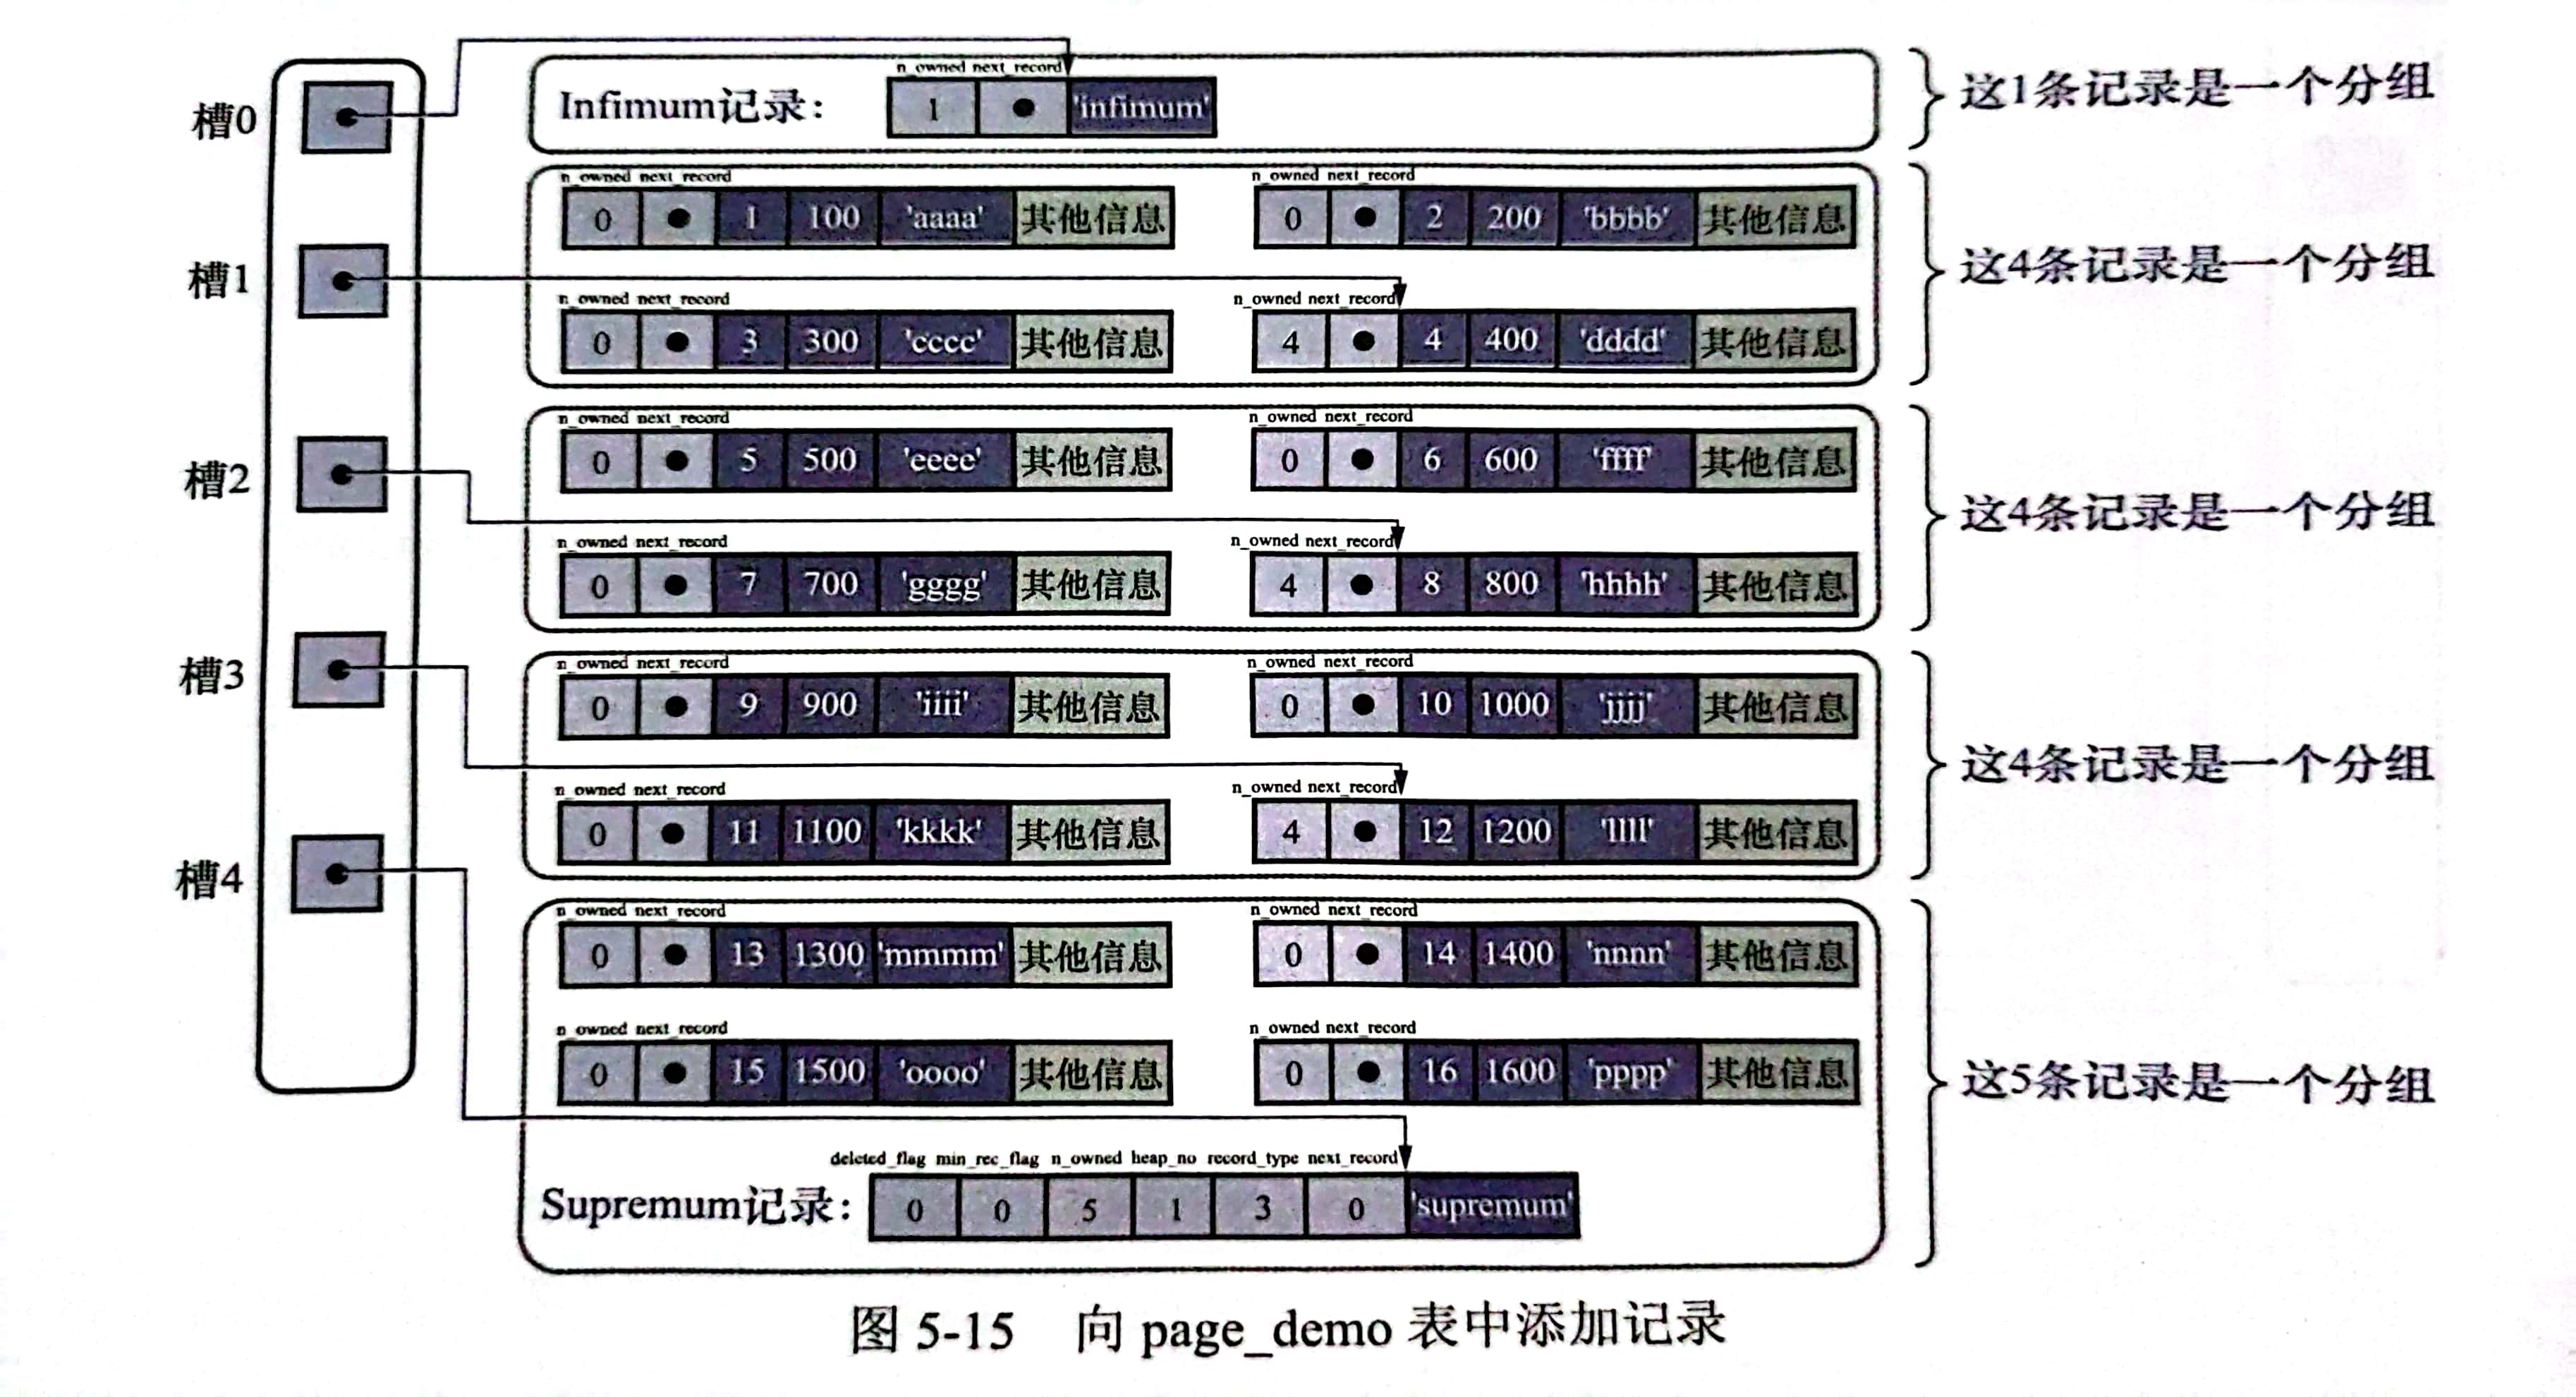 n_owned next_record
槽0 Infimum记录： 1 'infimum' 这1条记录是一个分组
n_owned next_record n_owned next_record
0 1 100 'aaaa' 其他信息 0 2 200 'bbbb' 其他信息
槽1 这4条记录是一个分组
n_owned next_record n_owned next_record
0 3 300 'cccc' 其他信息 4 4 400 'dddd' 其他信息
n_owned next_record n_owned next_record
槽2 0 5 500 'eeee' 其他信息 0 6 600 'ffff' 其他信息
这4条记录是一个分组
n_owned next_record n_owned next_record
0 7 700 'gggg' 其他信息 4 8 800 'hhhh' 其他信息
n_owned next_record n_owned next_record
槽3 0 9 900 'iiii' 其他信息 0 10 1000 'jjjj' 其他信息
这4条记录是一个分组
n_owned next_record n_owned next_record
0 11 1100 'kkkk' 其他信息 4 12 1200 'llll' 其他信息
槽4
n_owned next_record n_owned next_record
0 13 1300 'mmmm' 其他信息 0 14 1400 'nnnn' 其他信息
n_owned next_record n_owned next_record
0 15 1500 'oooo' 其他信息 0 16 1600 'pppp' 其他信息 这5条记录是一个分组
deleted_flag min_rec_flag n_owned heap_no record_type next_record
Supremum记录： 0 0 5 1 3 0 'supremum'
图 5-15 向 page_demo 表中添加记录